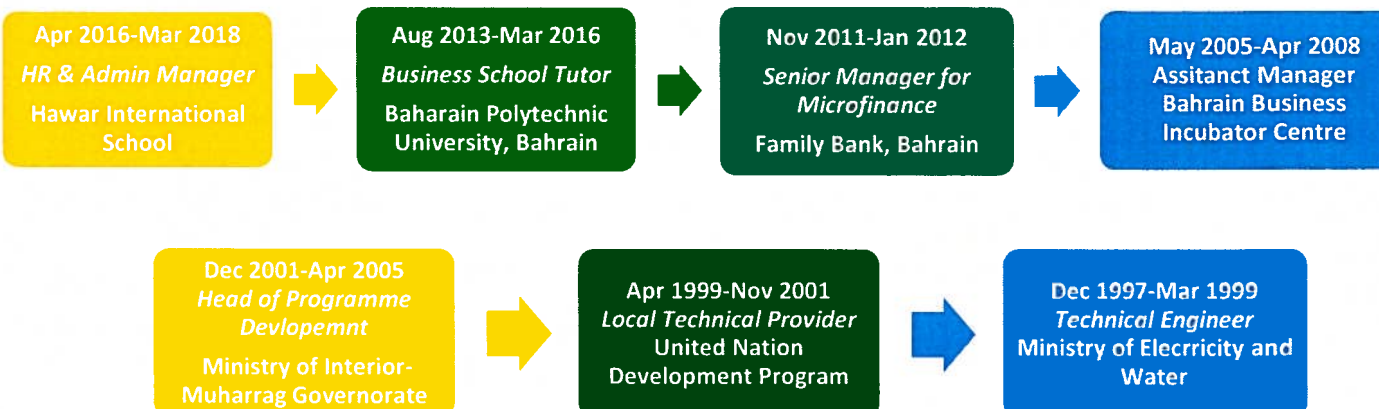 Apr 2016-Mar 2018
HR & Admin Manager
Hawar International
School
Aug 2013-Mar 2016
Business School Tutor
Baharain Polytechnic
University, Bahrain
Nov 2011-Jan 2012
Senior Manager for
Microfinance
Family Bank, Bahrain
May 2005-Apr 2008
Assitanct Manager
Bahrain Business
Incubator Centre
Dec 2001-Apr 2005
Head of Programme
Devlopemnt
Ministry of Interior-
Muharrag Governorate
Apr 1999-Nov 2001
Local Technical Provider
United Nation
Development Program
Dec 1997-Mar 1999
Technical Engineer
Ministry of Elecrricity and
Water